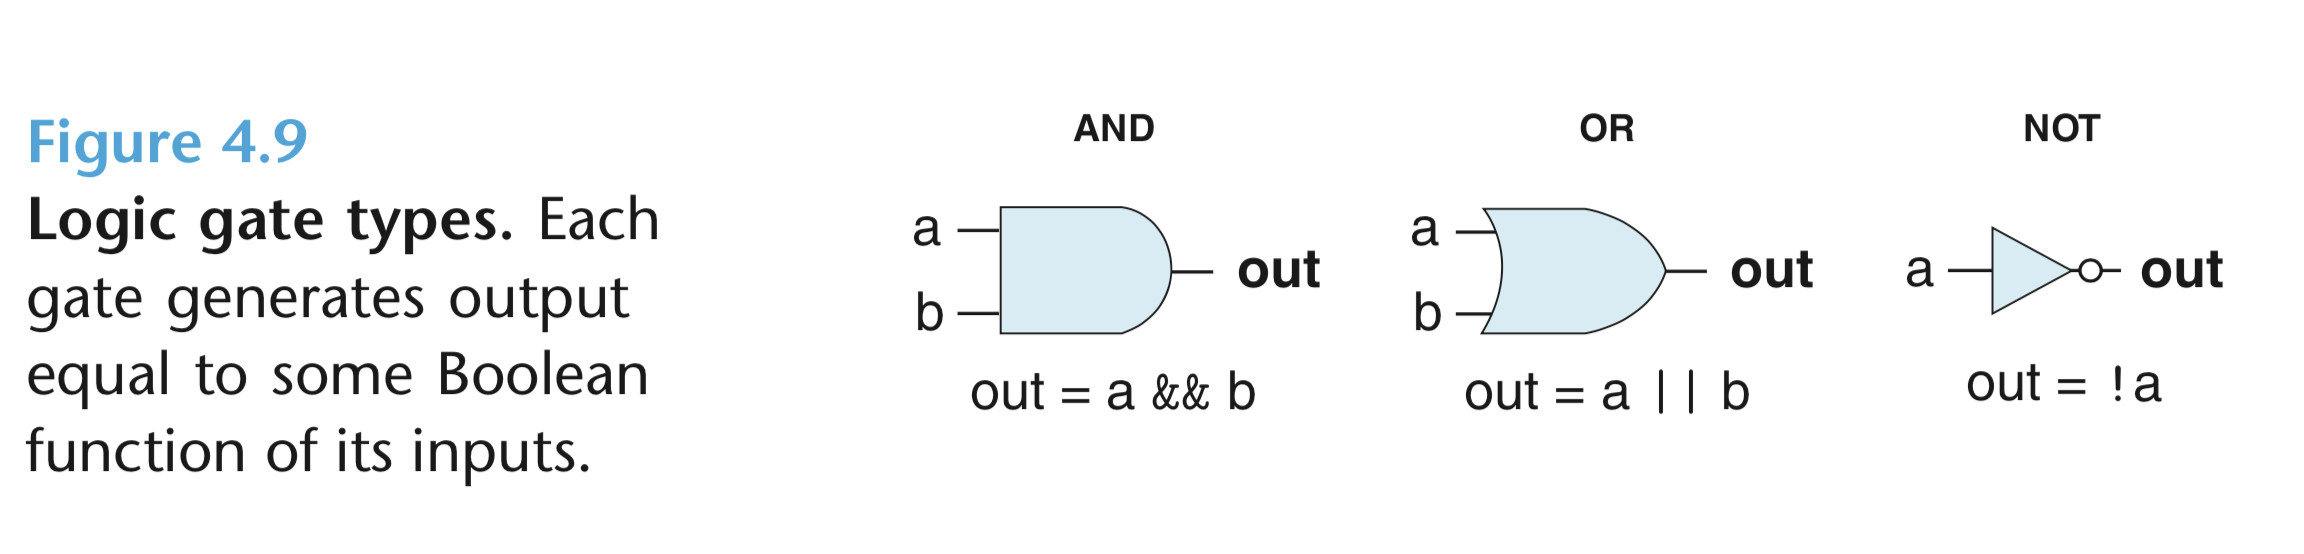 Figure 4.9
Logic gate types. Each
gate generates output
equal to some Boolean
function of its inputs.
AND
a
b
out
out = a && b
OR
a
b
out
out = a || b
NOT
a
out
out = !a